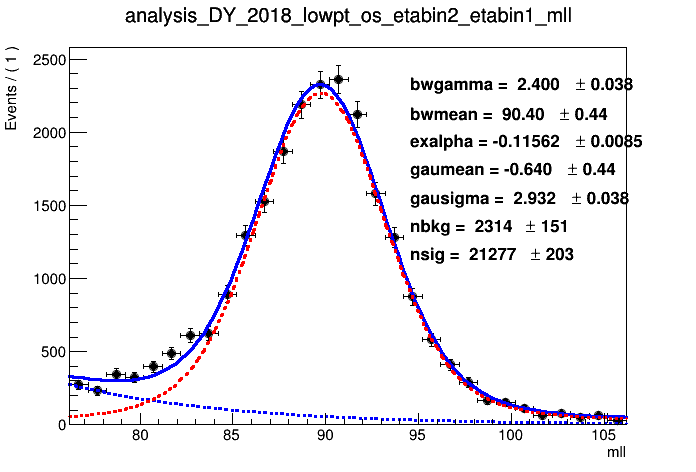 analysis_DY_2018_lowpt_os_etabin2_etabin1_mll
Events / ( 1 )
2500
2000
1500
1000
500
0
bwgamma = 2.400 ± 0.038
bwmean = 90.40 ± 0.44
exalpha = -0.11562 ± 0.0085
gaumean = -0.640 ± 0.44
gausigma = 2.932 ± 0.038
nbkg = 2314 ± 151
nsig = 21277 ± 203
80 85 90 95 100 105
mll